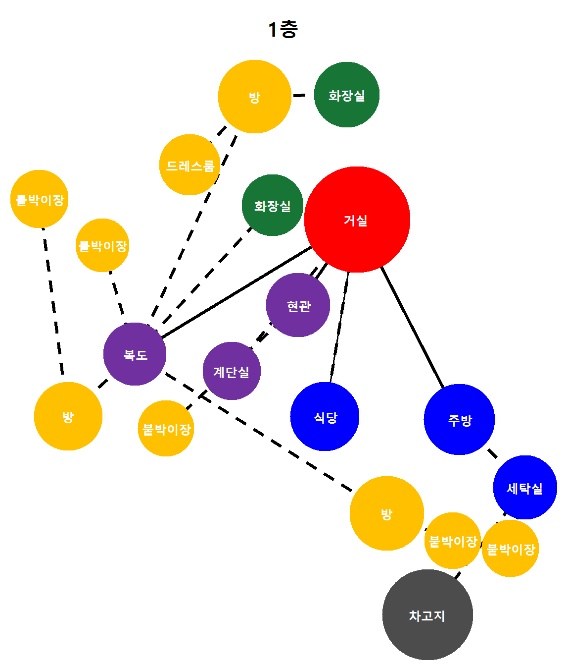 1층
방
화장실
드레스룸
붙박이장
화장실
거실
붙박이장
현관
복도
계단실
방
붙박이장
식당
주방
세탁실
방
붙박이장
붙박이장
차고지